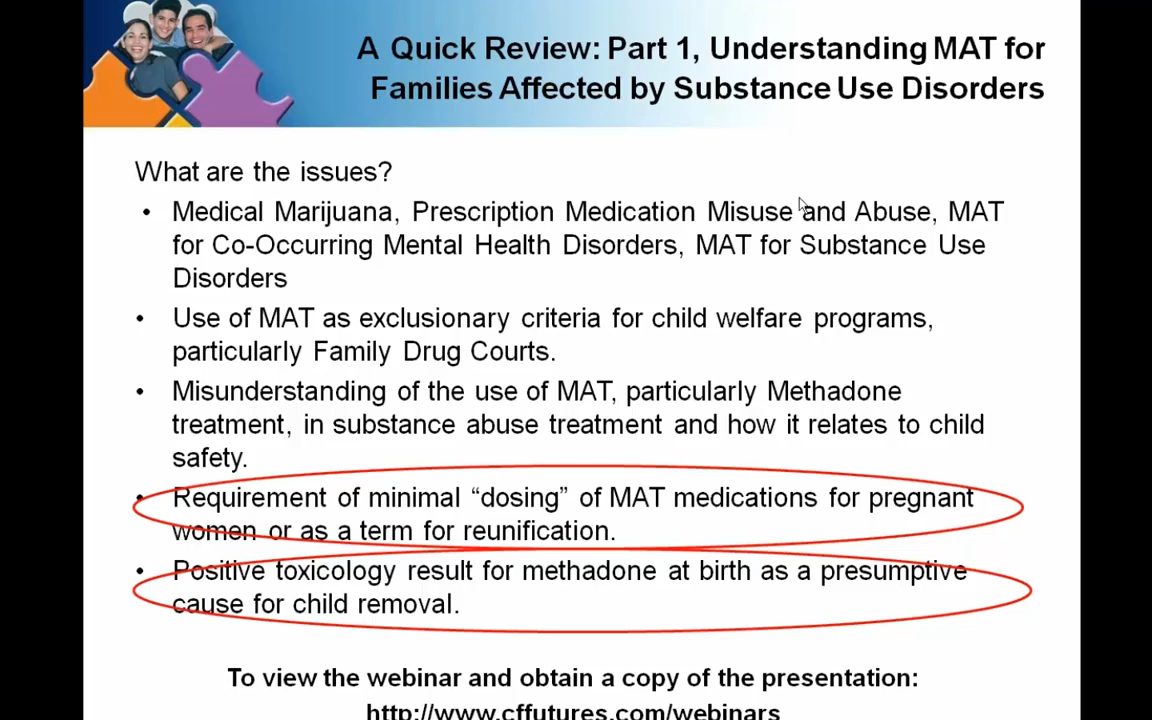 A Quick Review: Part 1, Understanding MAT for
Families Affected by Substance Use Disorders
What are the issues?
• Medical Marijuana, Prescription Medication Misuse and Abuse, MAT
for Co-Occurring Mental Health Disorders, MAT for Substance Use
Disorders
• Use of MAT as exclusionary criteria for child welfare programs,
particularly Family Drug Courts.
• Misunderstanding of the use of MAT, particularly Methadone
treatment, in substance abuse treatment and how it relates to child
safety.
• Requirement of minimal “dosing” of MAT medications for pregnant
women or as a term for reunification.
• Positive toxicology result for methadone at birth as a presumptive
cause for child removal.
To view the webinar and obtain a copy of the presentation:
http://www.cffutures.com/webinars